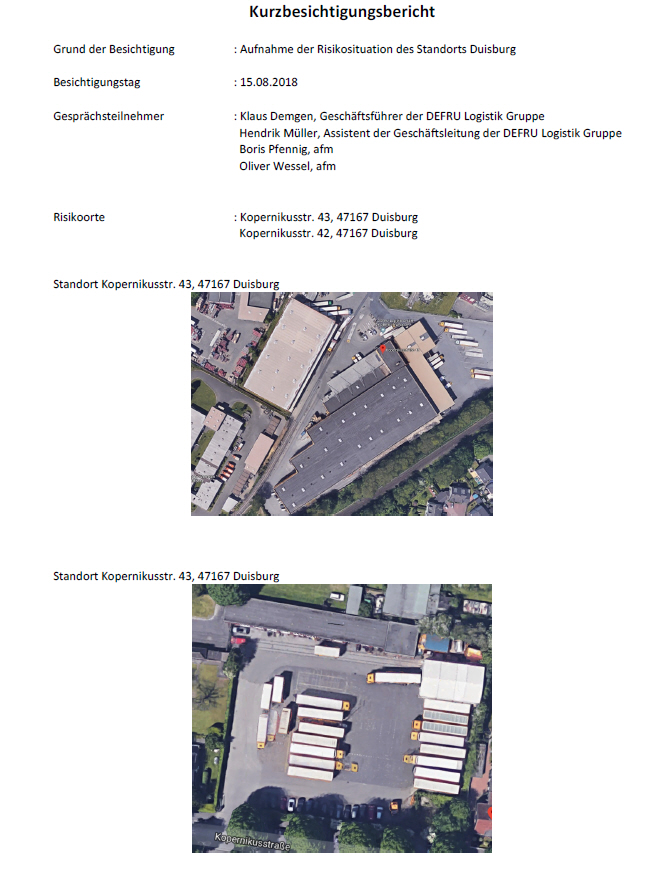 Kurzbesichtigungsbericht
Grund der Besichtigung : Aufnahme der Risikosituation des Standorts Duisburg
Besichtigungstag : 15.08.2018
Gesprächsteilnehmer : Klaus Demgen, Geschäftsführer der DEFRU Logistik Gruppe
Hendrik Müller, Assistent der Geschäftsleitung der DEFRU Logistik Gruppe
Boris Pfennig, afm
Oliver Wessel, afm
Risikoorte : Kopernikusstr. 43, 47167 Duisburg
Kopernikusstr. 42, 47167 Duisburg
Standort Kopernikusstr. 43, 47167 Duisburg
Standort Kopernikusstr. 43, 47167 Duisburg
Kopernikusstraße